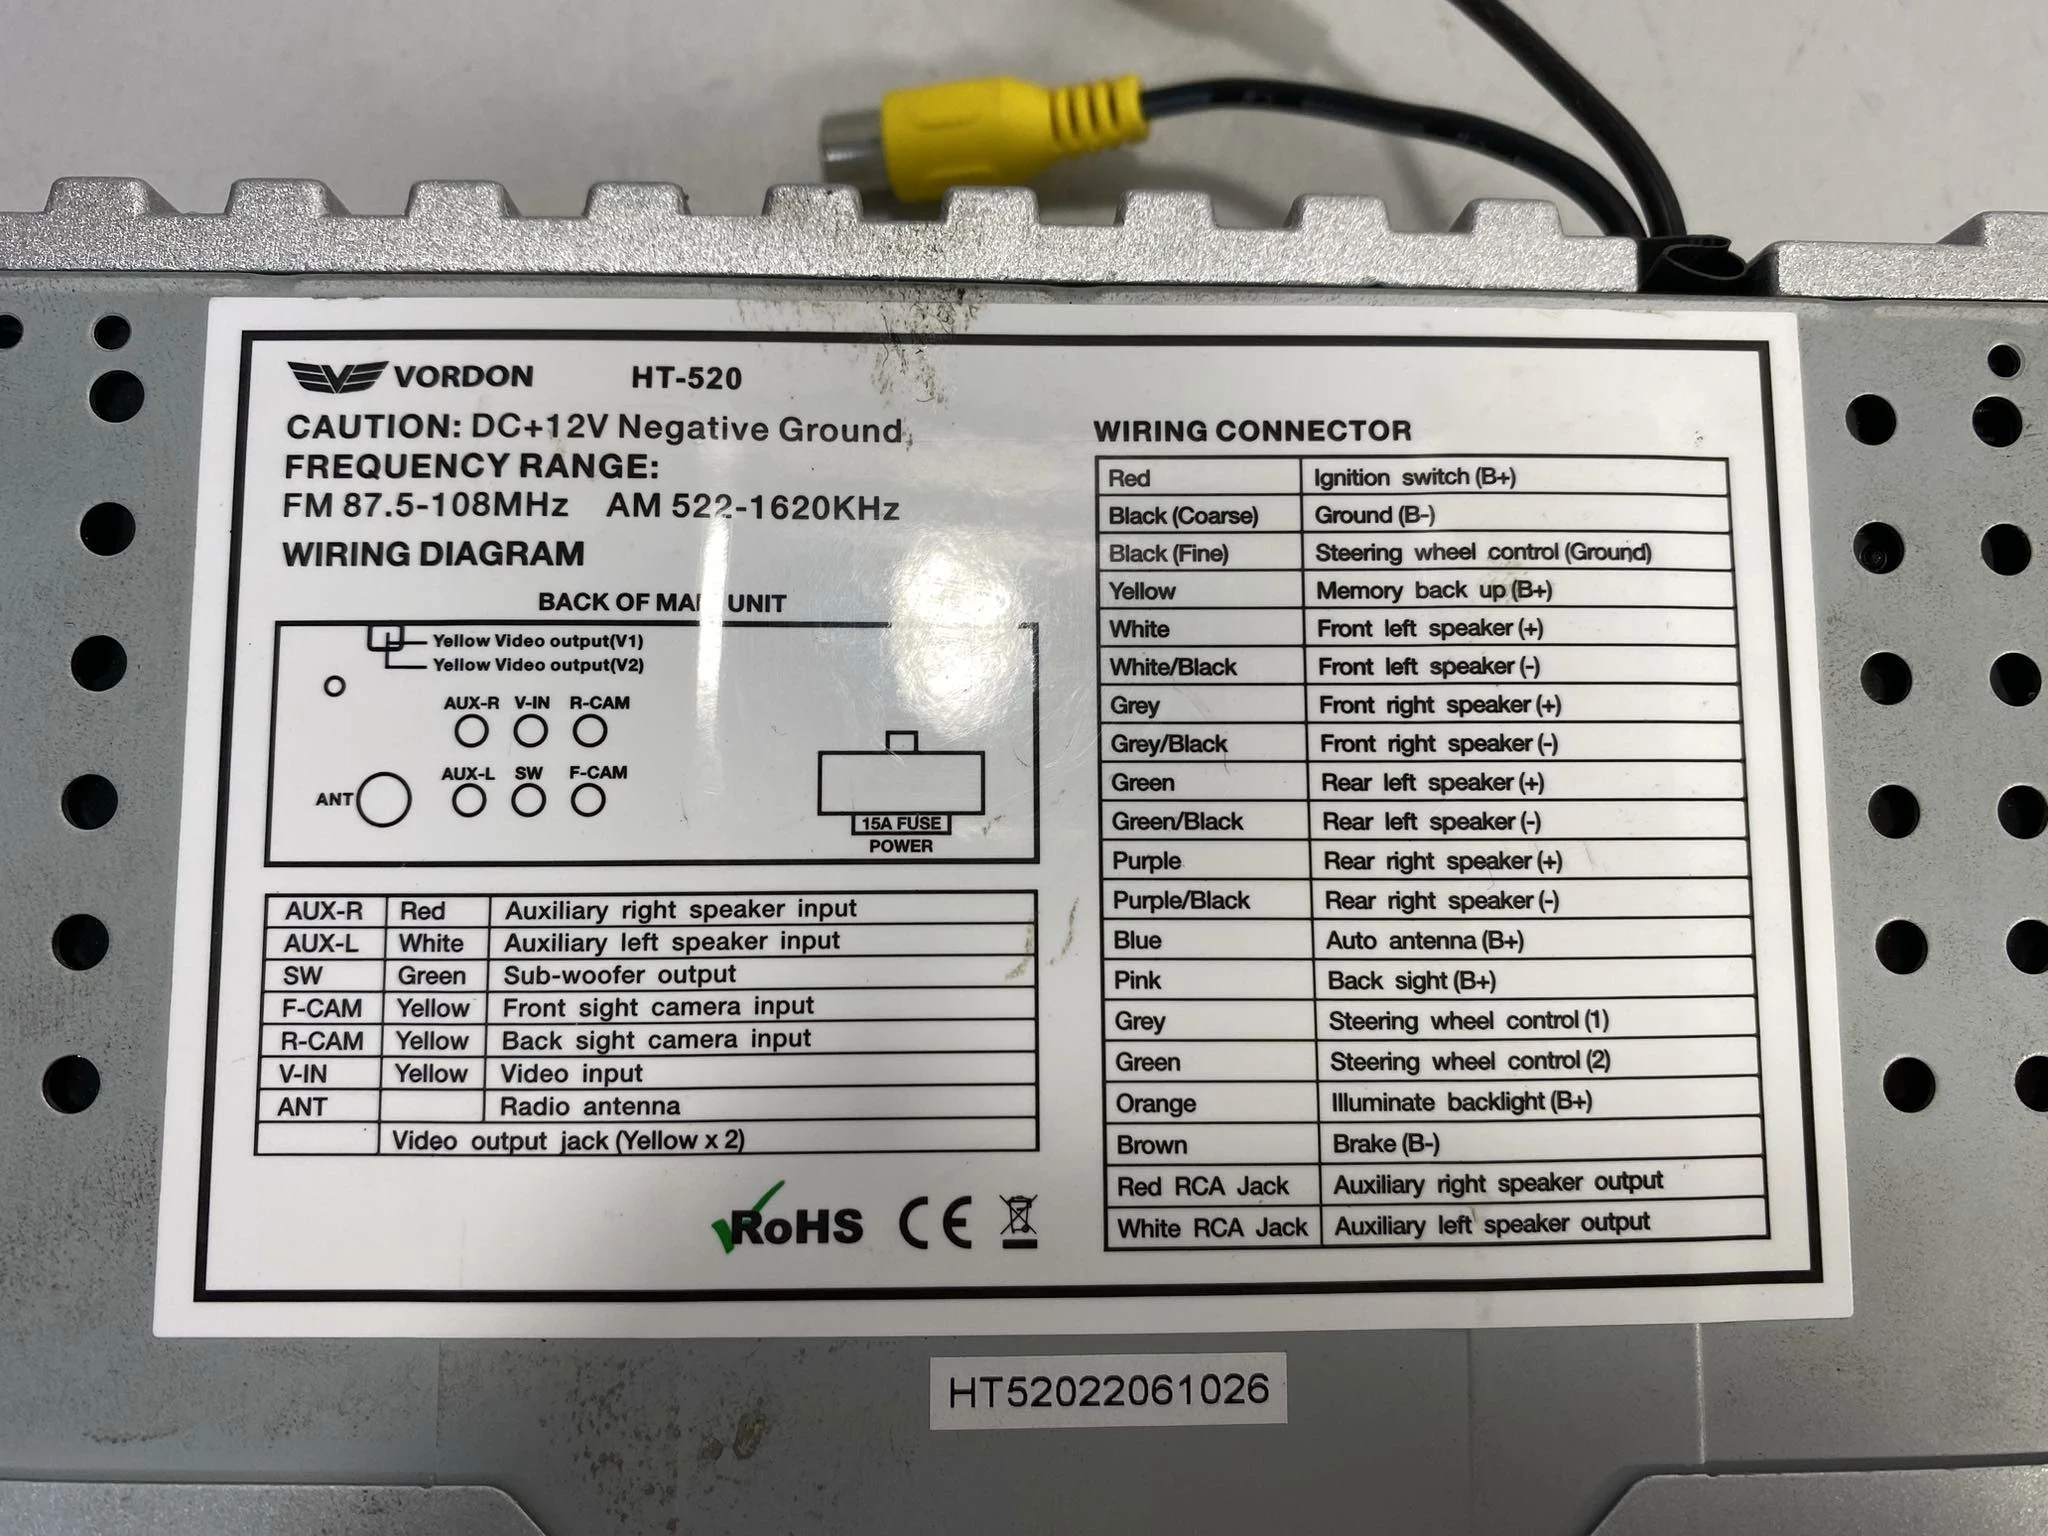 VORDON HT-520
CAUTION: DC+12V Negative Ground
FREQUENCY RANGE:
FM 87.5-108MHz AM 522-1620KHz
WIRING DIAGRAM
BACK OF MAI UNIT
Yellow Video output(V1)
Yellow Video output(V2)
AUX-R V-IN R-CAM
AUX-L SW F-CAM
ANT
15A FUSE
POWER
AUX-R Red Auxiliary right speaker input
AUX-L White Auxiliary left speaker input
SW Green Sub-woofer output
F-CAM Yellow Front sight camera input
R-CAM Yellow Back sight camera input
V-IN Yellow Video input
ANT Radio antenna
Video output jack (Yellow x 2)
RoHS CE
WIRING CONNECTOR
Red Ignition switch (B+)
Black (Coarse) Ground (B-)
Black (Fine) Steering wheel control (Ground)
Yellow Memory back up (B+)
White Front left speaker (+)
White/Black Front left speaker (-)
Grey Front right speaker (+)
Grey/Black Front right speaker (-)
Green Rear left speaker (+)
Green/Black Rear left speaker (-)
Purple Rear right speaker (+)
Purple/Black Rear right speaker (-)
Blue Auto antenna (B+)
Pink Back sight (B+)
Grey Steering wheel control (1)
Green Steering wheel control (2)
Orange Illuminate backlight (B+)
Brown Brake (B-)
Red RCA Jack Auxiliary right speaker output
White RCA Jack Auxiliary left speaker output
HT52022061026